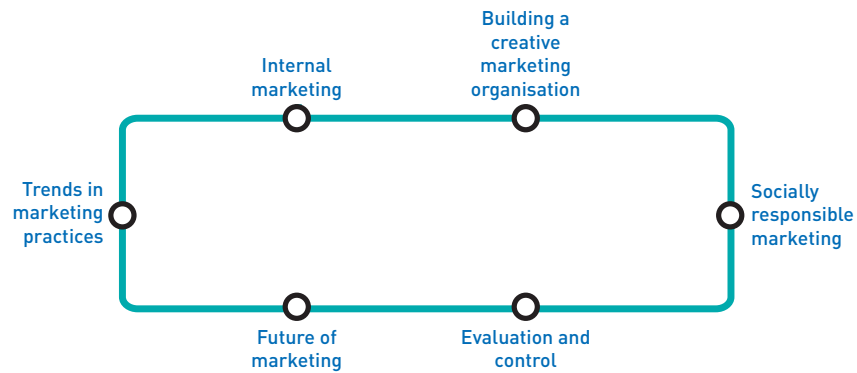 Building a
creative
marketing
organisation
Internal
marketing
Trends in
marketing
practices
Socially
responsible
marketing
Future of
marketing
Evaluation and
control